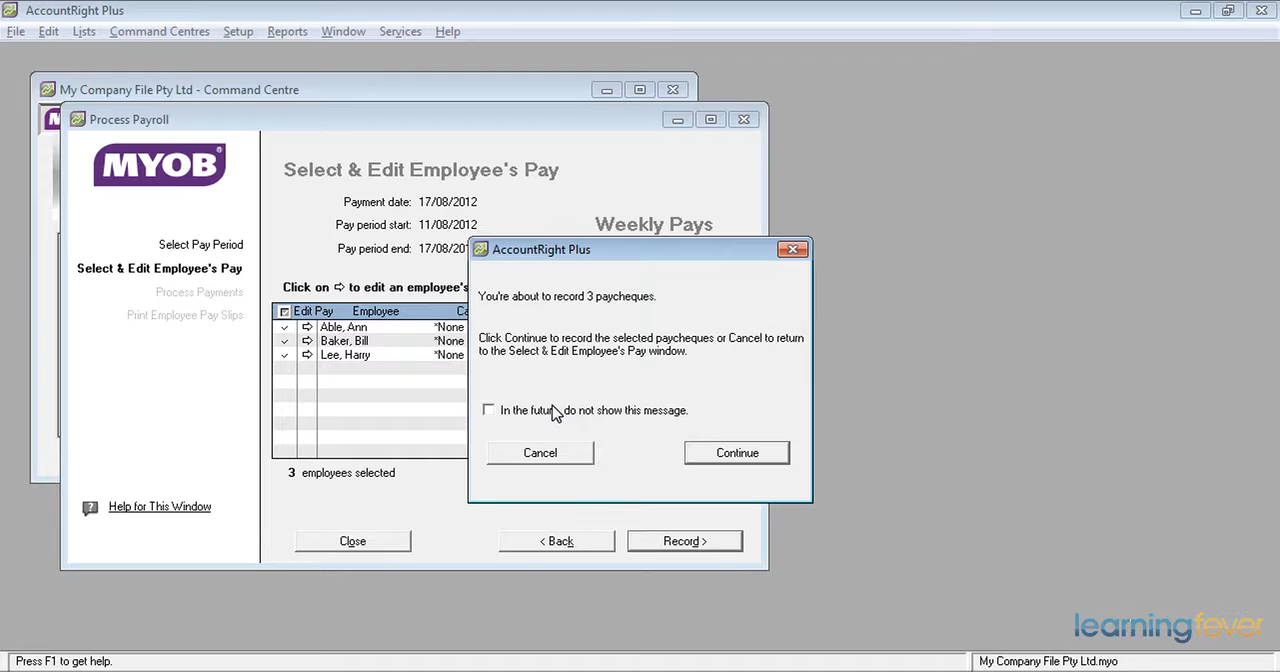 AccountRight Plus
File Edit Lists Command Centres Setup Reports Window Services Help
My Company File Pty Ltd - Command Centre
M
Process Payroll
MYOB®
Select Pay Period
Select & Edit Employee's Pay
Process Payments
Print Employee Pay Slips
? Help for This Window
Select & Edit Employee's Pay
Payment date: 17/08/2012
Pay period start: 11/08/2012
Weekly Pays
Pay period end: 17/08/201
Click on ⇨ to edit an employee's
Edit Pay Employee Ca
Able, Ann *None
Baker, Bill *None
Lee, Harry *None
3 employees selected
Close < Back Record >
AccountRight Plus
You're about to record 3 paycheques.
Click Continue to record the selected paycheques or Cancel to return
to the Select & Edit Employee's Pay window.
In the future, do not show this message.
Cancel Continue
learningfever
Press F1 to get help. My Company File Pty Ltd.myo